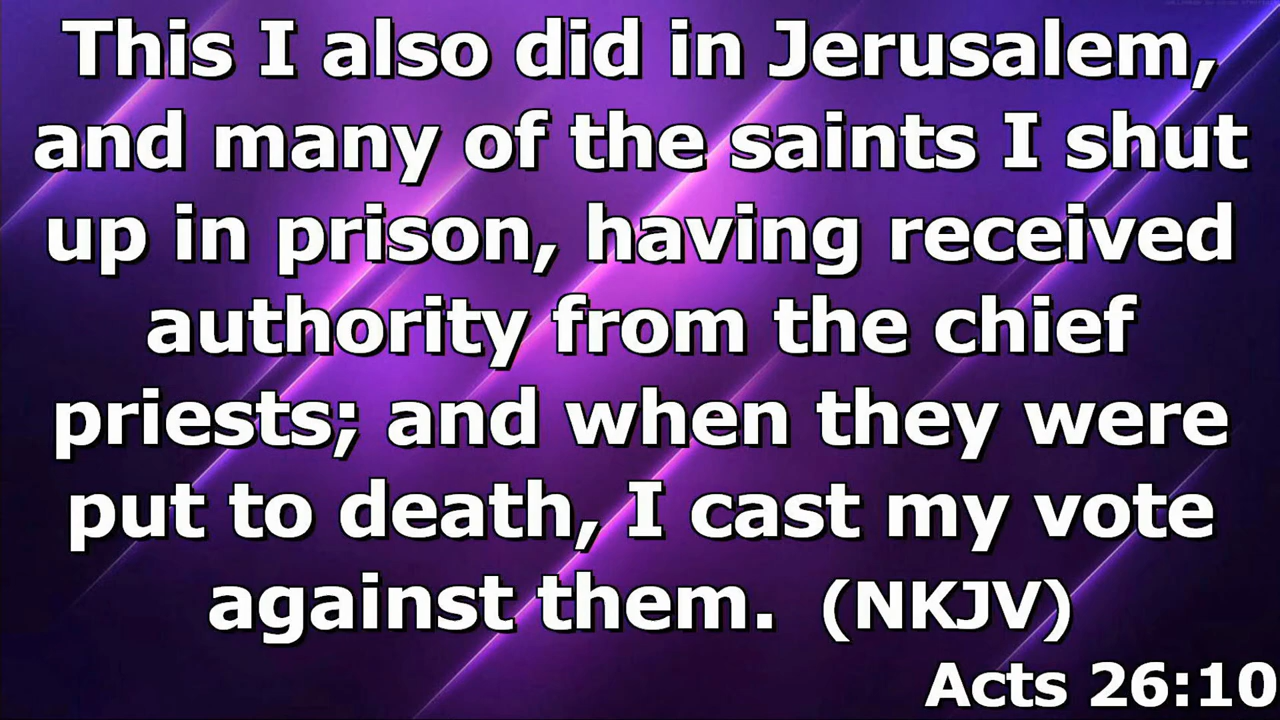 This I also did in Jerusalem,
and many of the saints I shut
up in prison, having received
authority from the chief
priests; and when they were
put to death, I cast my vote
against them.  (NKJV)
Acts 26:10